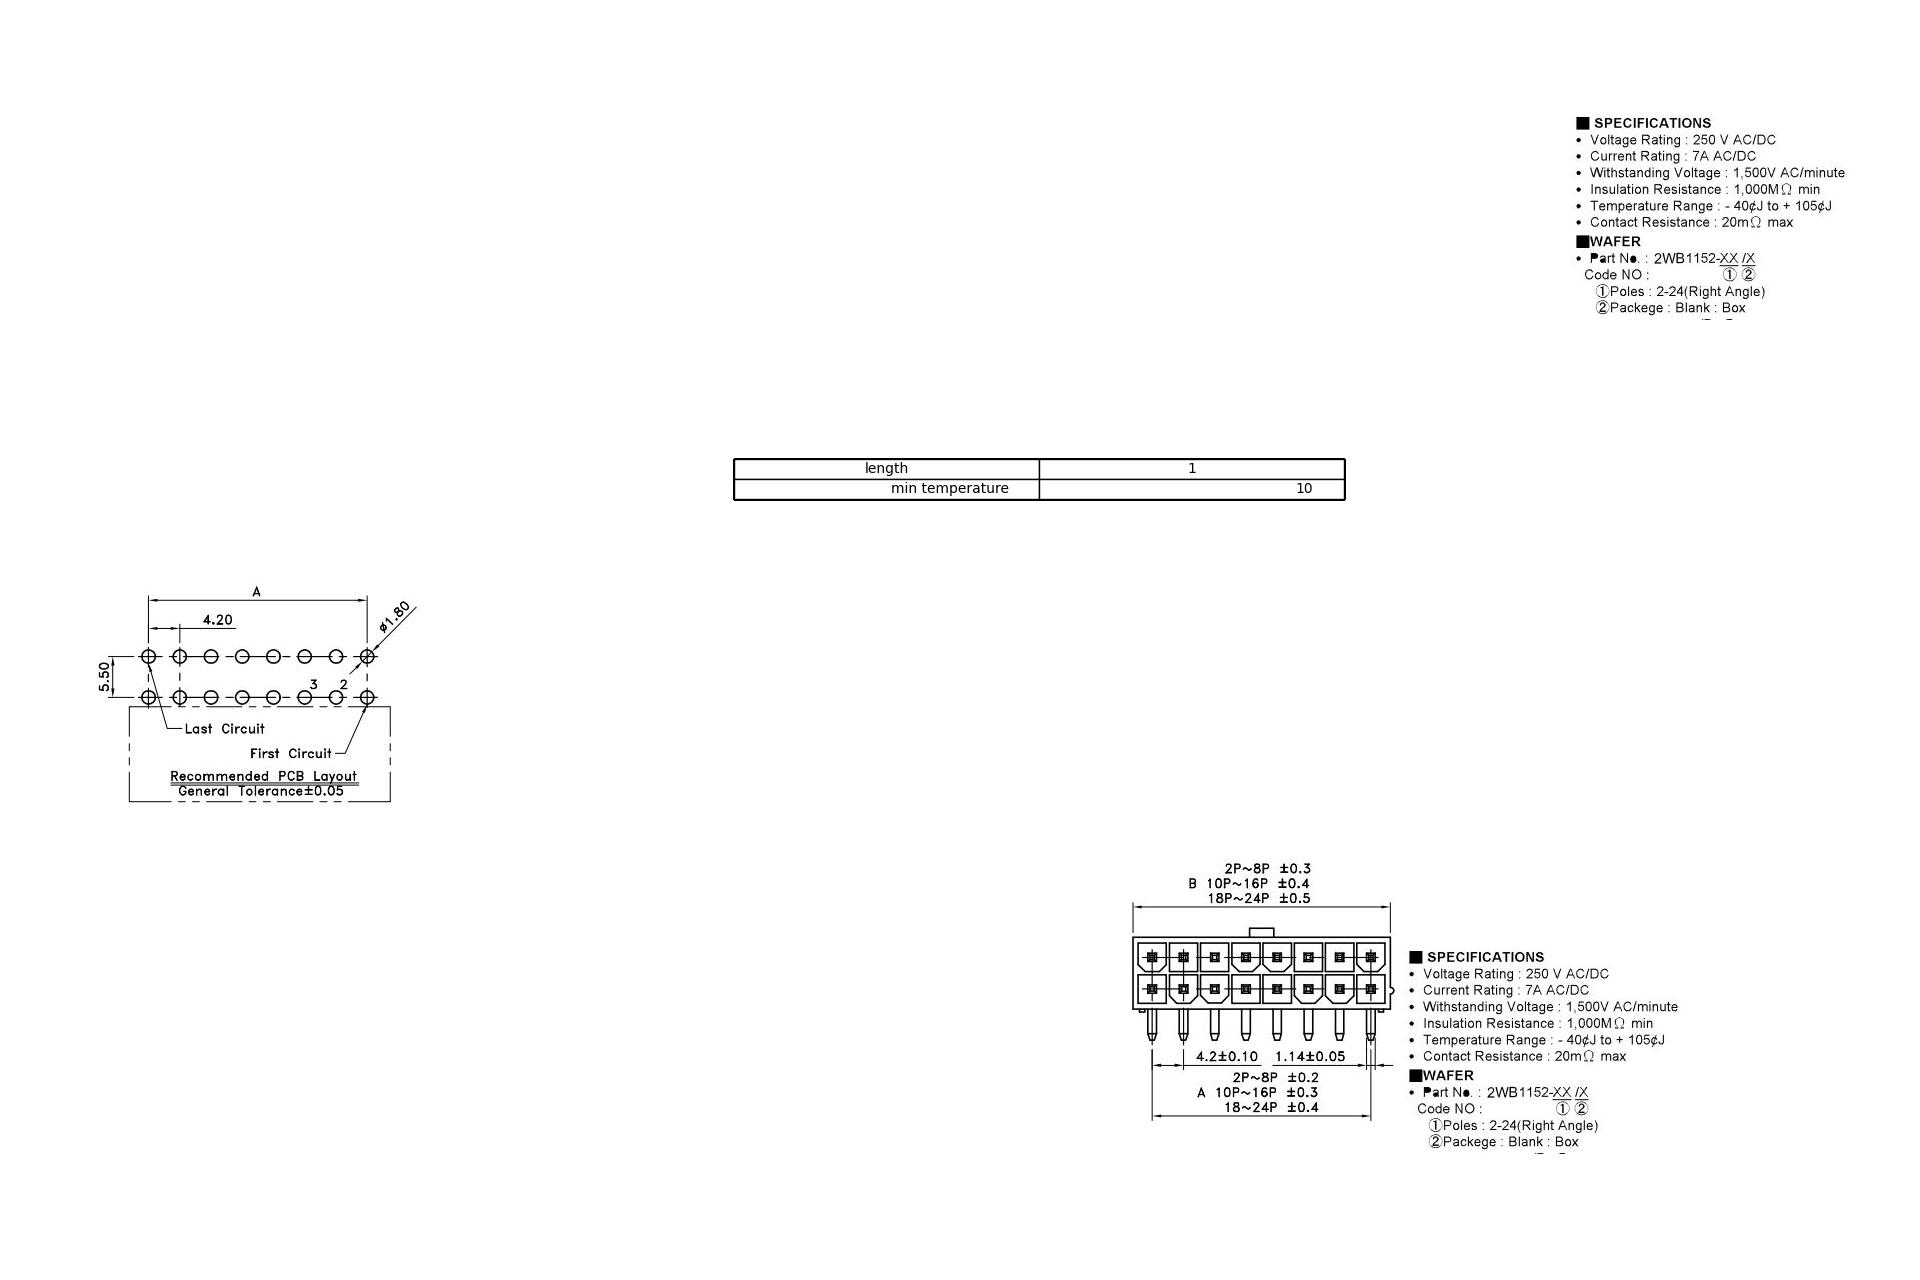 ■ SPECIFICATIONS
• Voltage Rating : 250 V AC/DC
• Current Rating : 7A AC/DC
• Withstanding Voltage : 1,500V AC/minute
• Insulation Resistance : 1,000MΩ min
• Temperature Range : - 40¢J to + 105¢J
• Contact Resistance : 20mΩ max
■WAFER
• Part No. : 2WB1152-XX /X
Code NO : ① ②
①Poles : 2-24(Right Angle)
②Packege : Blank : Box
length 1
min temperature 10
A
4.20
ø1.80
5.50
3 2
Last Circuit
First Circuit
Recommended PCB Layout
General Tolerance±0.05
2P~8P ±0.3
B 10P~16P ±0.4
18P~24P ±0.5
4.2±0.10 1.14±0.05
2P~8P ±0.2
A 10P~16P ±0.3
18~24P ±0.4
■ SPECIFICATIONS
• Voltage Rating : 250 V AC/DC
• Current Rating : 7A AC/DC
• Withstanding Voltage : 1,500V AC/minute
• Insulation Resistance : 1,000MΩ min
• Temperature Range : - 40¢J to + 105¢J
• Contact Resistance : 20mΩ max
■WAFER
• Part No. : 2WB1152-XX /X
Code NO : ① ②
①Poles : 2-24(Right Angle)
②Packege : Blank : Box